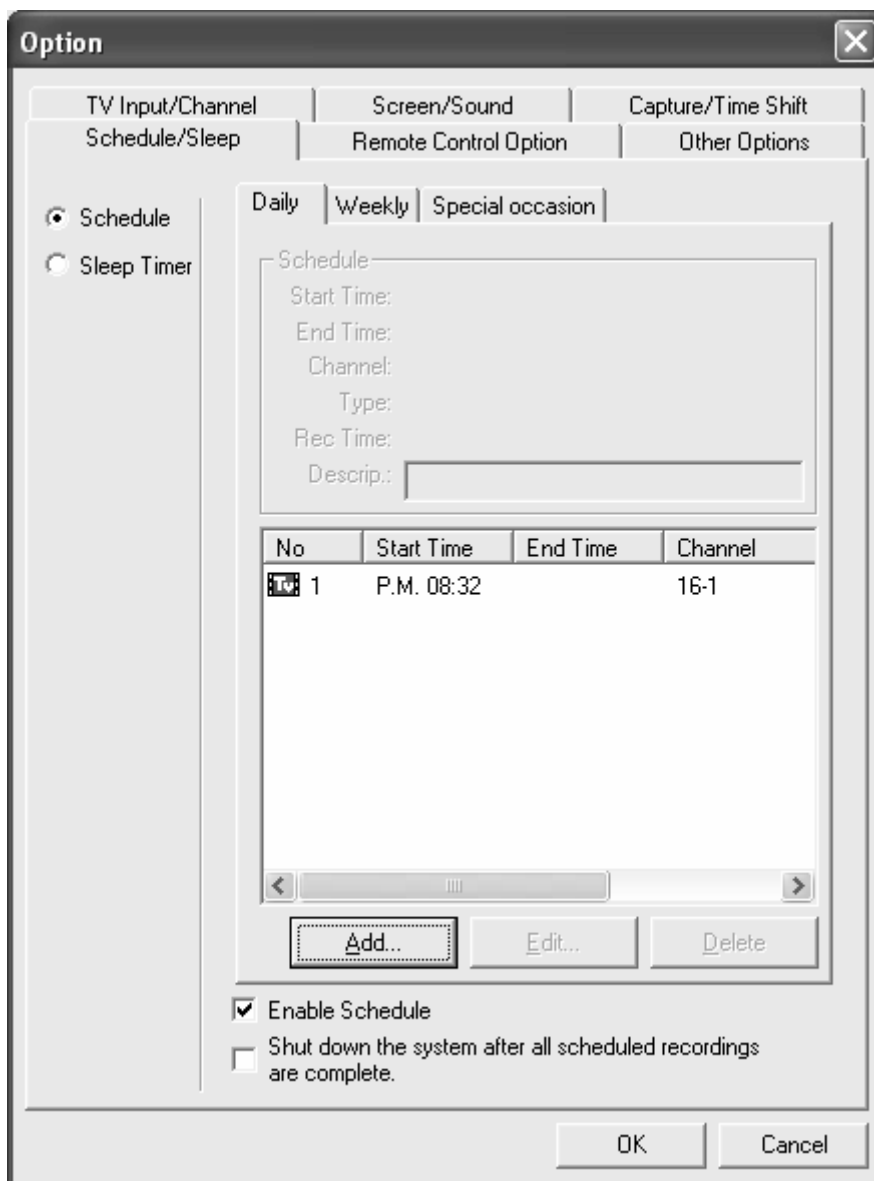 Option
TV Input/Channel Screen/Sound Capture/Time Shift
Schedule/Sleep Remote Control Option Other Options
Schedule
Sleep Timer
Daily Weekly Special occasion
Schedule
Start Time:
End Time:
Channel:
Type:
Rec Time:
Descrip.:
No Start Time End Time Channel
Tv 1 P.M. 08:32 16-1
Add... Edit... Delete
Enable Schedule
Shut down the system after all scheduled recordings
are complete.
OK Cancel